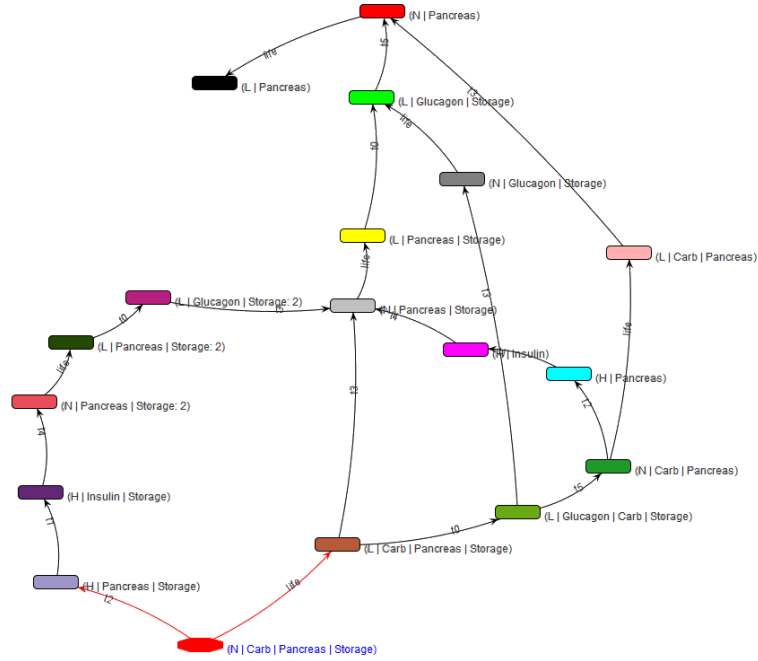 (N | Pancreas)
t5
life
(L | Pancreas)
t3
(L | Glucagon | Storage)
life
t0
(N | Glucagon | Storage)
(L | Pancreas | Storage)
(L | Carb | Pancreas)
life
t3
(L | Glucagon | Storage: 2)
t5
(N | Pancreas | Storage)
t4
t0
life
(L | Pancreas | Storage: 2)
(H | Insulin)
life
(H | Pancreas)
t3
t2
(N | Pancreas | Storage: 2)
t4
(N | Carb | Pancreas)
t5
(H | Insulin | Storage)
(L | Glucagon | Carb | Storage)
t1
t0
(L | Carb | Pancreas | Storage)
life
(H | Pancreas | Storage)
t2
(N | Carb | Pancreas | Storage)